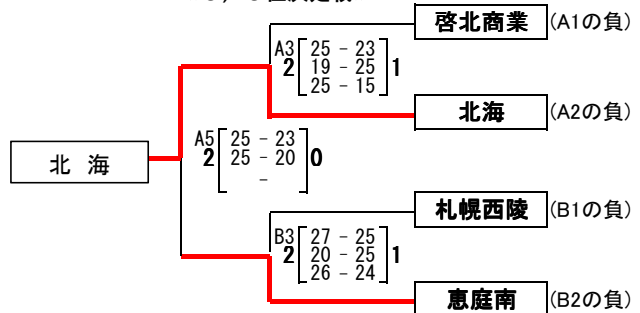 啓北商業 (A1の負)
A3 25 - 23
2 19 - 25 1
25 - 15
北海 (A2の負)
A5 25 - 23
2 25 - 20 0
-
北 海
札幌西陵 (B1の負)
B3 27 - 25
2 20 - 25 1
26 - 24
恵庭南 (B2の負)